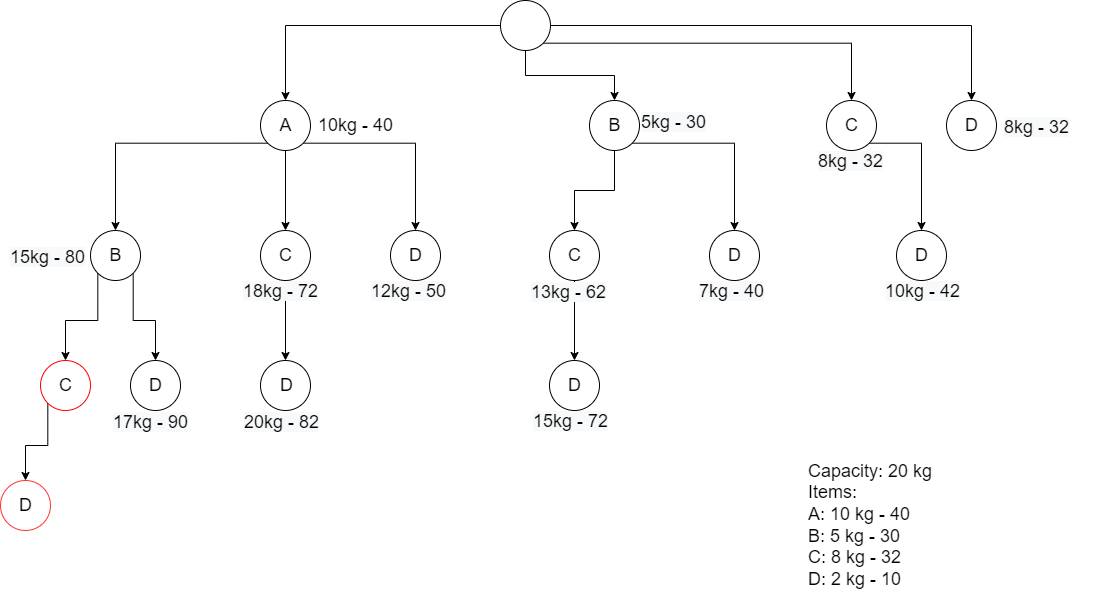 A
10kg - 40
B
5kg - 30
C
8kg - 32
D
8kg - 32
15kg - 80
B
C
18kg - 72
D
12kg - 50
C
13kg - 62
D
7kg - 40
D
10kg - 42
C
D
17kg - 90
D
20kg - 82
D
15kg - 72
D
Capacity: 20 kg
Items:
A: 10 kg - 40
B: 5 kg - 30
C: 8 kg - 32
D: 2 kg - 10